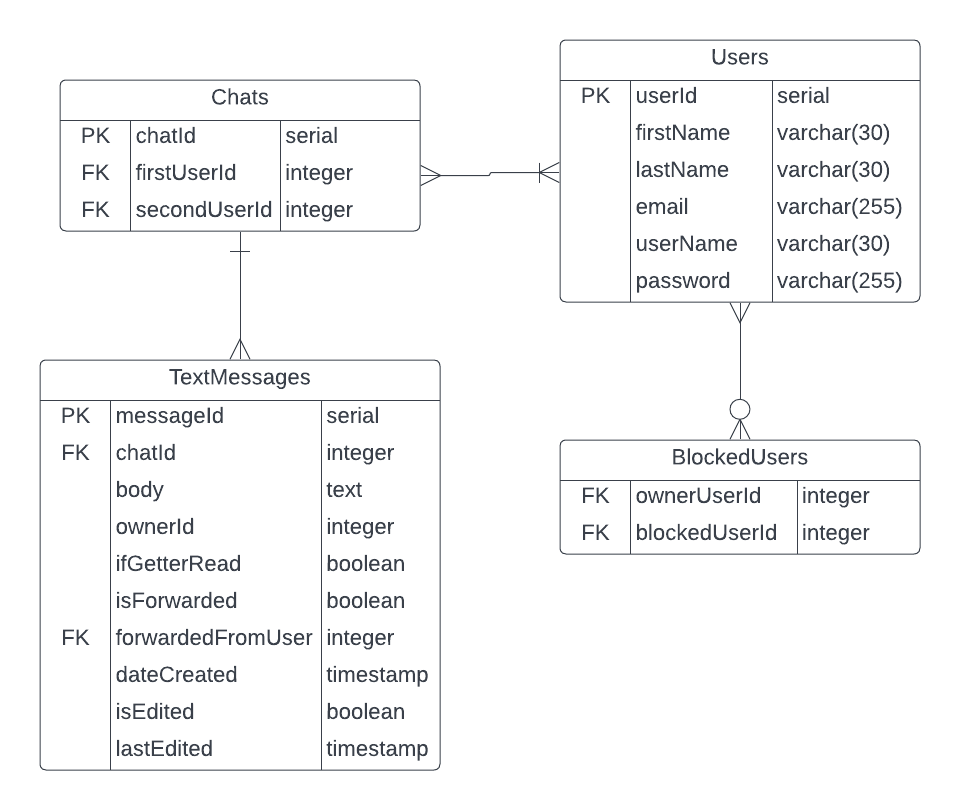 Chats
PK chatId serial
FK firstUserId integer
FK secondUserId integer
Users
PK userId serial
firstName varchar(30)
lastName varchar(30)
email varchar(255)
userName varchar(30)
password varchar(255)
TextMessages
PK messageId serial
FK chatId integer
body text
ownerId integer
ifGetterRead boolean
isForwarded boolean
FK forwardedFromUser integer
dateCreated timestamp
isEdited boolean
lastEdited timestamp
BlockedUsers
FK ownerUserId integer
FK blockedUserId integer